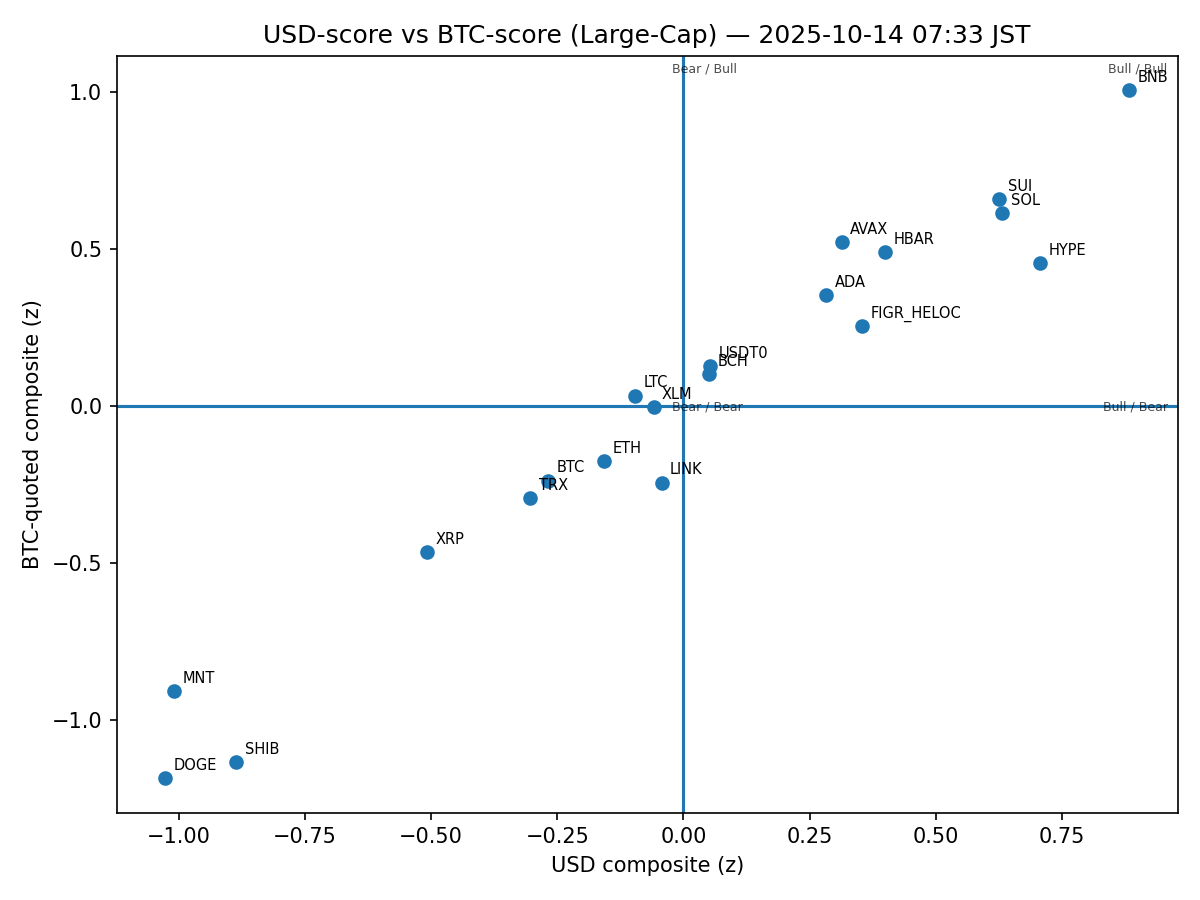 USD-score vs BTC-score (Large-Cap) — 2025-10-14 07:33 JST
Bear / Bull
Bull / Bull
BNB
1.0
SUI
SOL
AVAX
HBAR
HYPE
0.5
ADA
FIGR_HELOC
USDT0
BCH
LTC
XLM
0.0
Bear / Bear
Bull / Bear
ETH
BTC
LINK
TRX
XRP
−0.5
MNT
−1.0
SHIB
DOGE
BTC-quoted composite (z)
−1.00 −0.75 −0.50 −0.25 0.00 0.25 0.50 0.75
USD composite (z)